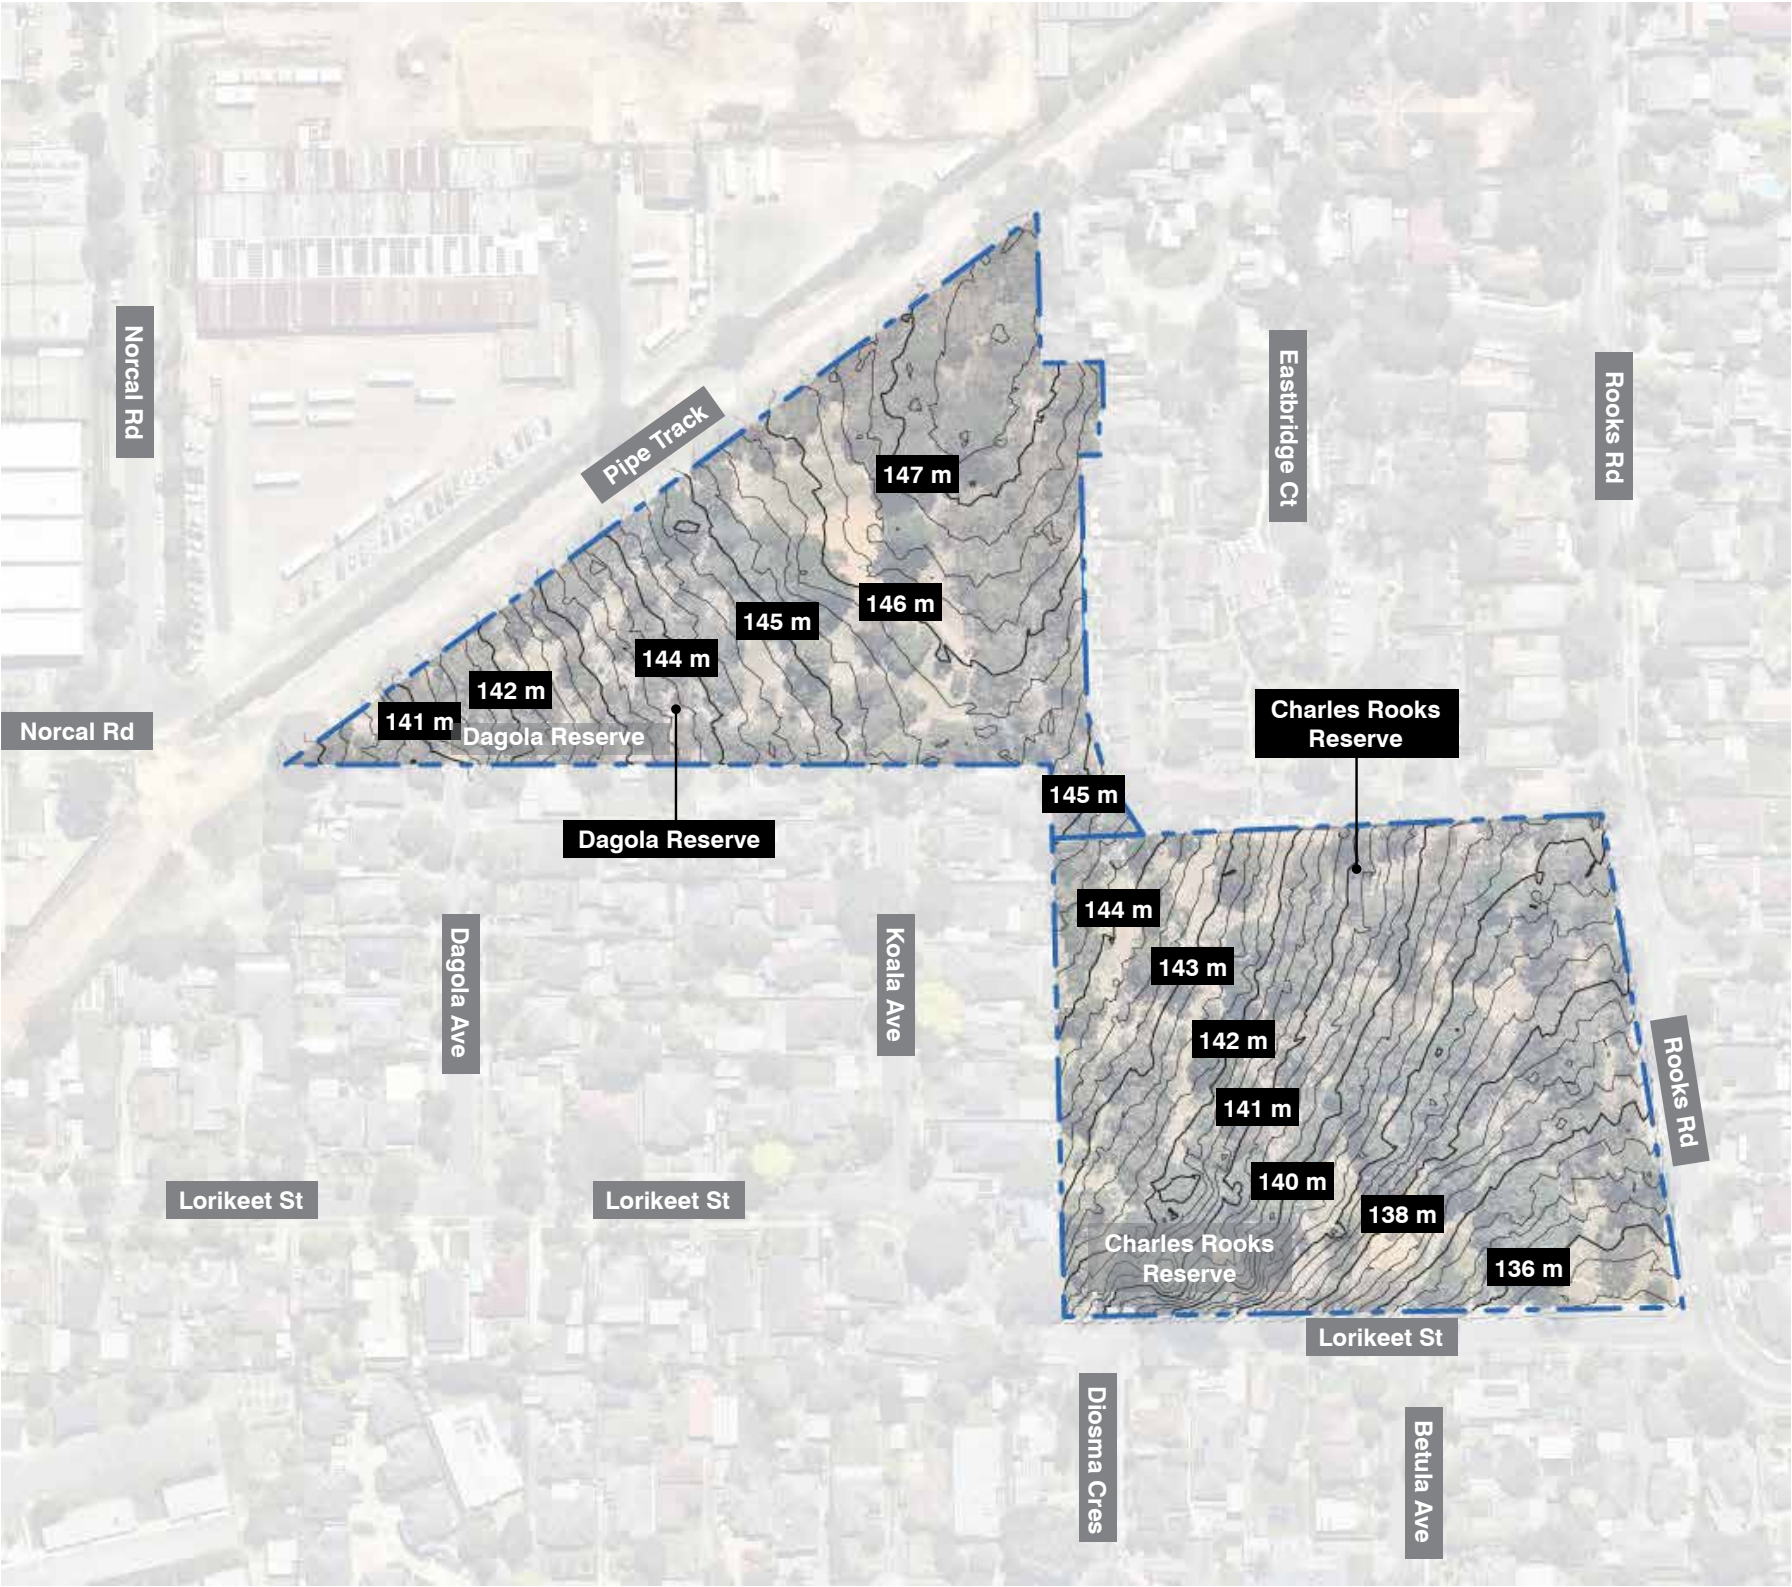 Norcal Rd
Pipe Track
Eastbridge Ct
Rooks Rd
147 m
146 m
145 m
144 m
142 m
141 m
Norcal Rd
Dagola Reserve
Charles Rooks
Reserve
145 m
Dagola Reserve
144 m
143 m
Dagola Ave
Koala Ave
142 m
Rooks Rd
141 m
140 m
Lorikeet St
Lorikeet St
138 m
Charles Rooks
Reserve
136 m
Lorikeet St
Diosma Cres
Betula Ave